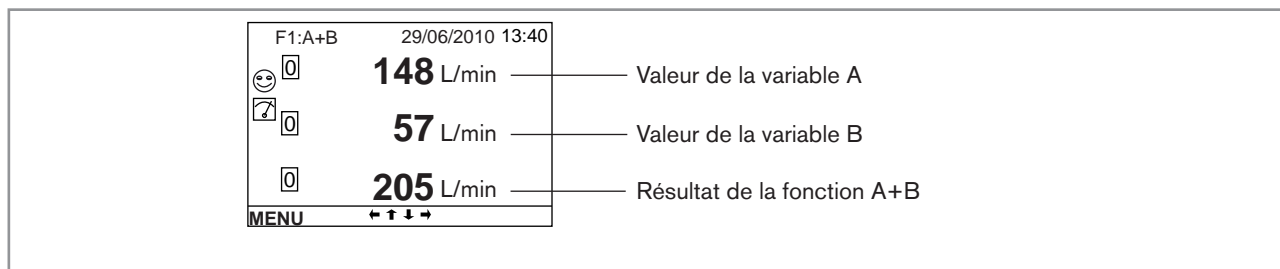 F1:A+B 29/06/2010 13:40
0 148 L/min Valeur de la variable A
0 57 L/min Valeur de la variable B
0 205 L/min Résultat de la fonction A+B
MENU